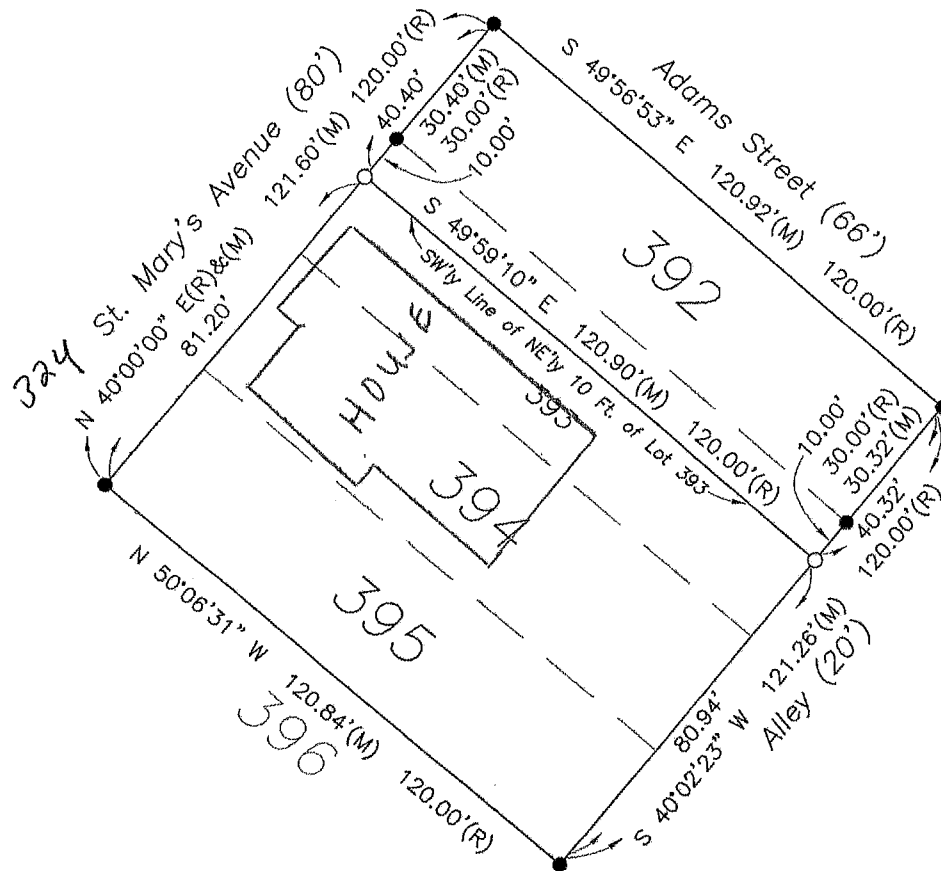 324 St. Mary's Avenue (80')
N 40°00'00" E(R)&(M) 121.60'(M) 120.00'(R)
81.20'
40.40'
30.40'(M)
30.00'(R)
10.00'
Adams Street (66')
S 49°56'53" E 120.92'(M) 120.00'(R)
392
S 49°59'10" E 120.90'(M) 120.00'(R)
SW'ly Line of NE'ly 10 Ft. of Lot 393
HOUSE
393
394
395
10.00'
30.00'(R)
30.32'(M)
40.32'
120.00'(R)
80.94'
S 40°02'23" W 121.26'(M)
Alley (20')
N 50°06'31" W 120.84'(M) 120.00'(R)
396